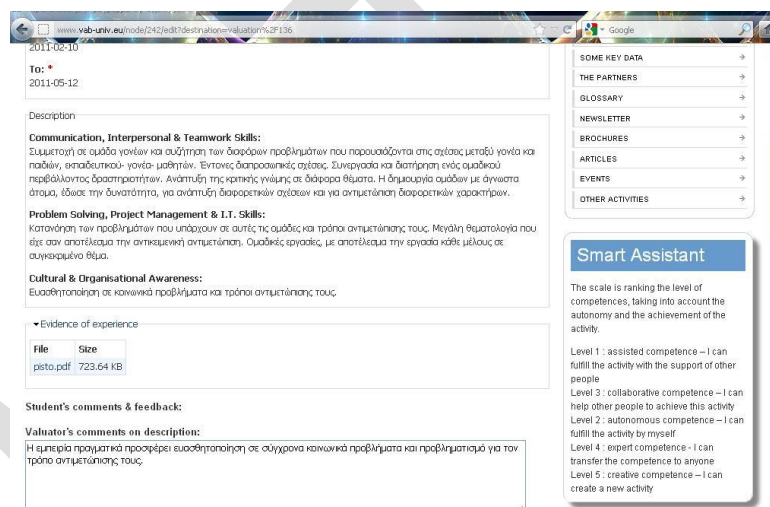 www.vab-univ.eu/node/242/edit?destination=valuation%2F136
Google
2011-02-10
To: *
2011-05-12
Description
Communication, Interpersonal & Teamwork Skills:
Συμμετοχή σε ομάδα γονέων και συζήτηση των διαφόρων προβλημάτων που παρουσιάζονται στις σχέσεις μεταξύ γονέα και
παιδιών, εκπαιδευτικού- γονέα- μαθητών. Έντονες διαπροσωπικές σχέσεις. Συνεργασία και διατήρηση ενός ομαδικού
περιβάλλοντος δραστηριοτήτων. Ανάπτυξη της κριτικής γνώμης σε διάφορα θέματα. Η δημιουργία ομάδων με άγνωστα
άτομα, έδωσε την δυνατότητα, για ανάπτυξη διαφορετικών σχέσεων και για αντιμετώπιση διαφορετικών χαρακτήρων.
Problem Solving, Project Management & I.T. Skills:
Κατανόηση των προβλημάτων που υπάρχουν σε αυτές τις ομάδες και τρόποι αντιμετώπισης τους. Μεγάλη θεματολογία που
είχε σαν αποτέλεσμα την αντικειμενική αντιμετώπιση. Ομαδικές εργασίες, με αποτέλεσμα την εργασία κάθε μέλους σε
συγκεκριμένο θέμα.
Cultural & Organisational Awareness:
Ευαισθητοποίηση σε κοινωνικά προβλήματα και τρόποι αντιμετώπισης τους.
Evidence of experience
File Size
pisto.pdf 723.64 KB
Student's comments & feedback:
Valuator's comments on description:
Η εμπειρία πραγματικά προσφέρει ευαισθητοποίηση σε σύγχρονα κοινωνικά προβλήματα και προβληματισμό για τον
τρόπο αντιμετώπισης τους.
SOME KEY DATA
THE PARTNERS
GLOSSARY
NEWSLETTER
BROCHURES
ARTICLES
EVENTS
OTHER ACTIVITIES
Smart Assistant
The scale is ranking the level of
competences, taking into account the
autonomy and the achievement of the
activity.
Level 1 : assisted competence – I can
fulfill the activity with the support of other
people
Level 3 : collaborative competence – I can
help other people to achieve this activity
Level 2 : autonomous competence – I can
fulfill the activity by myself
Level 4 : expert competence - I can
transfer the competence to anyone
Level 5 : creative competence – I can
create a new activity